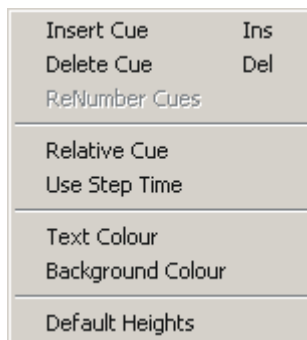 Insert Cue Ins
Delete Cue Del
ReNumber Cues
Relative Cue
Use Step Time
Text Colour
Background Colour
Default Heights